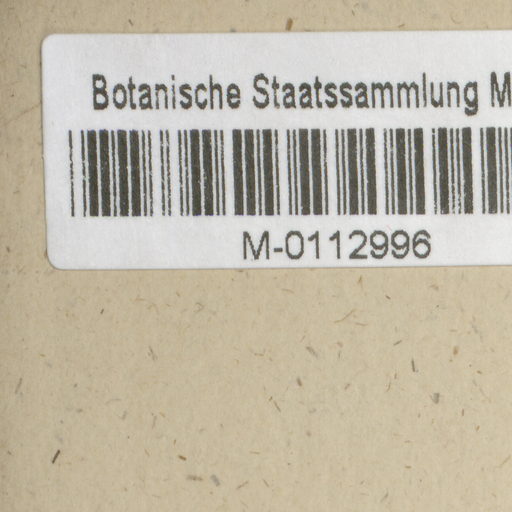 Botanische Staatssammlung M
M-0112996